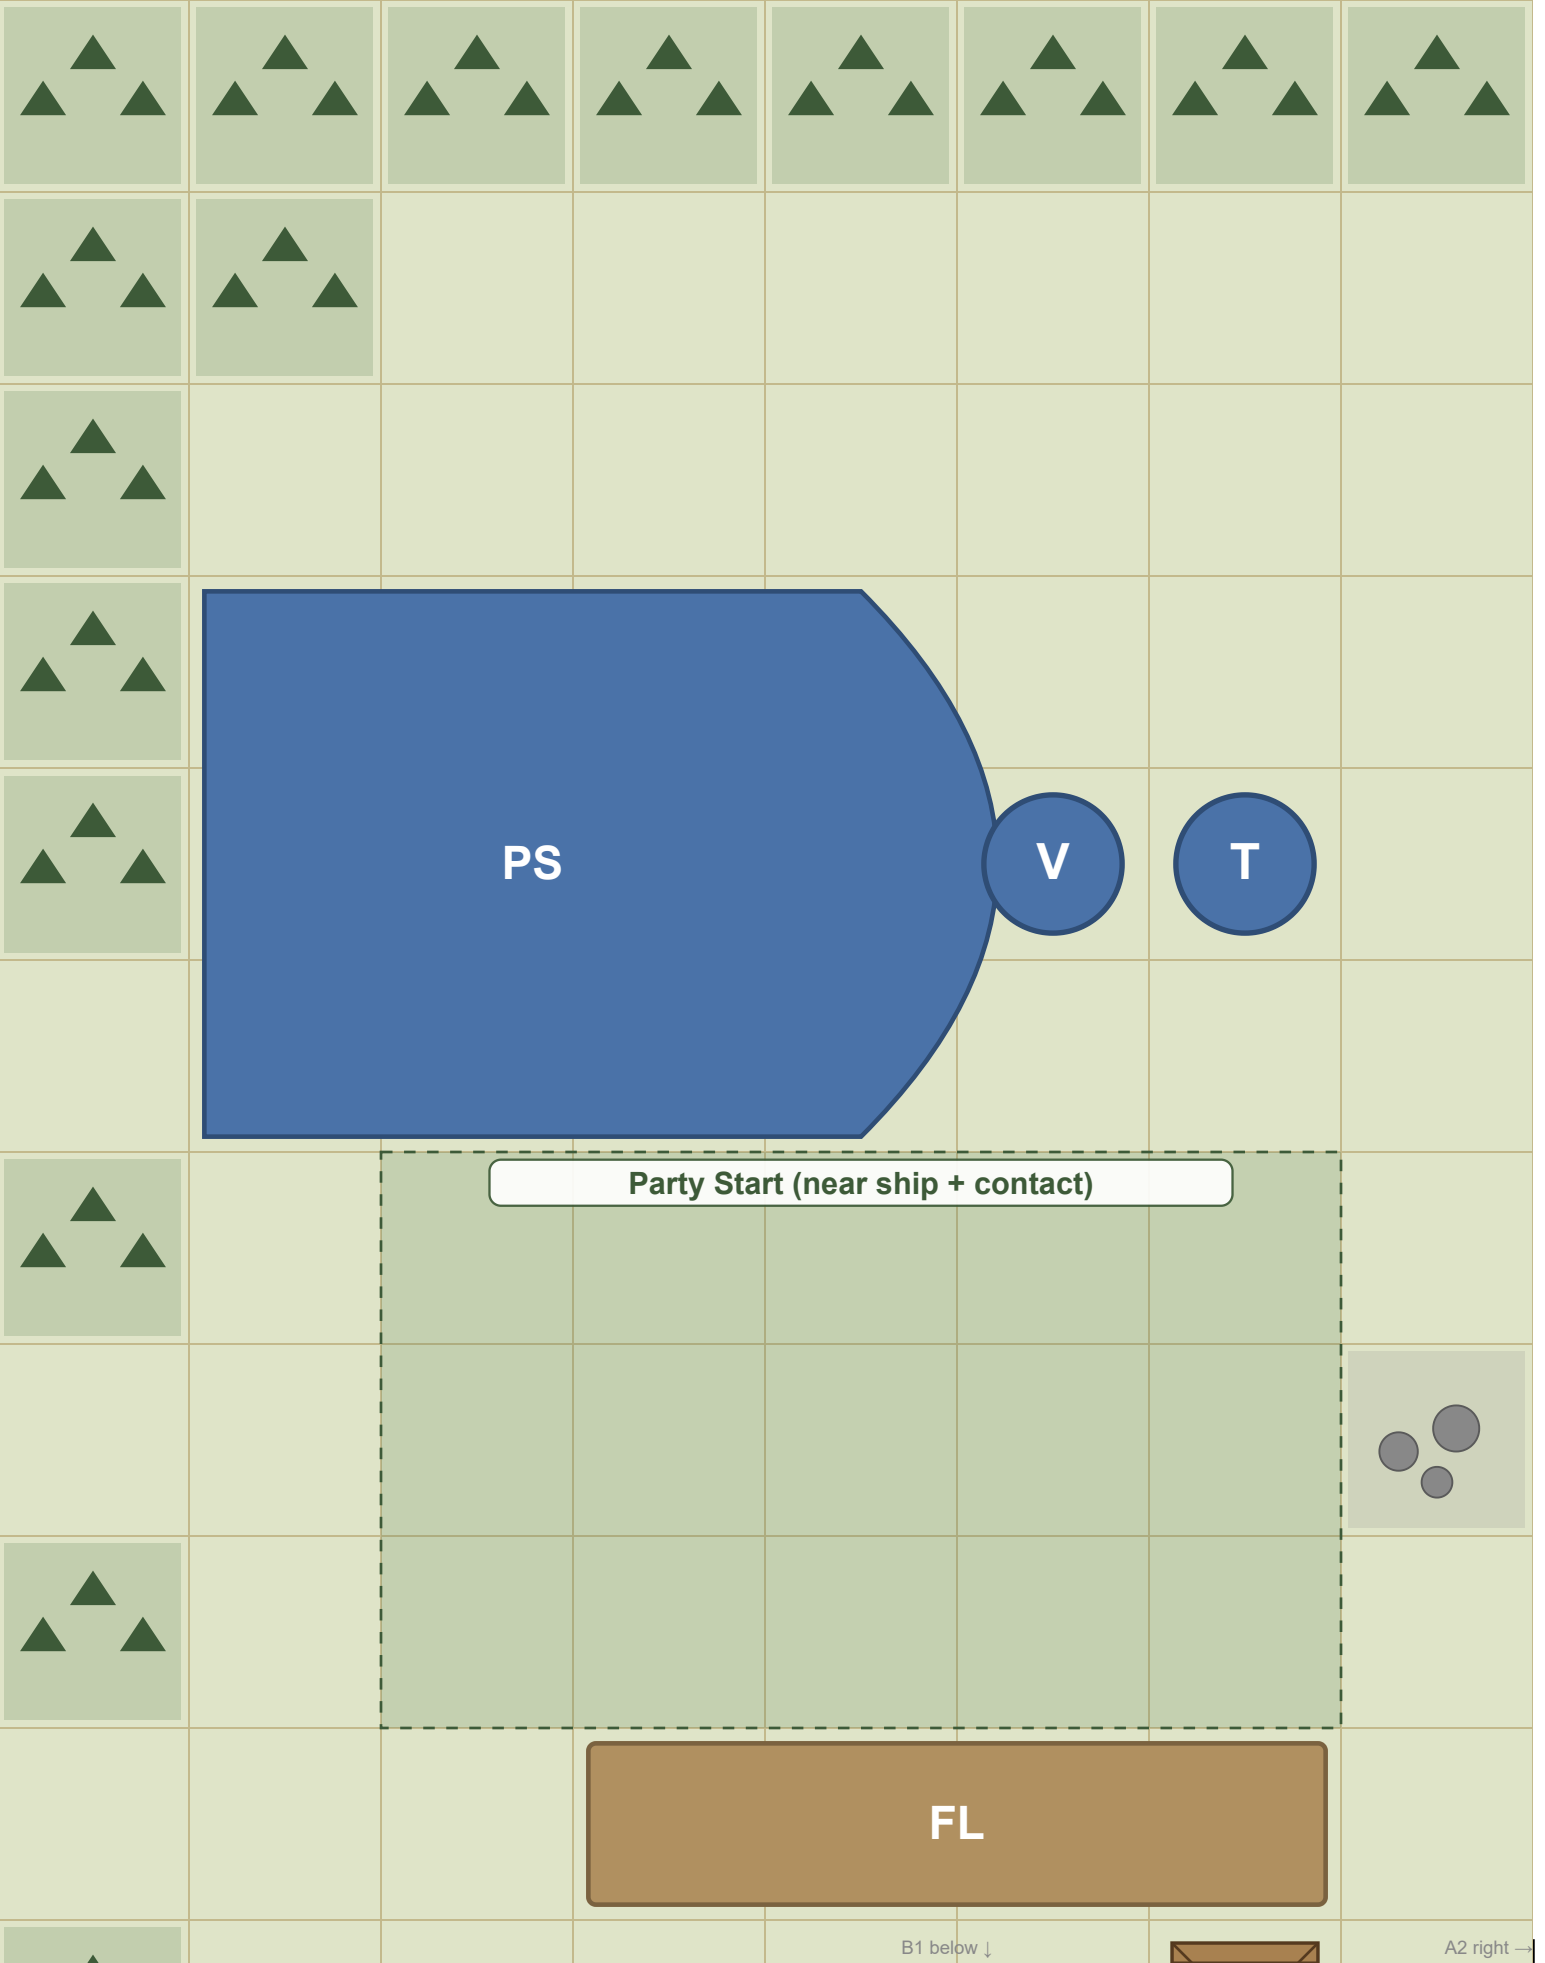 PS
V
T
Party Start (near ship + contact)
FL
B1 below ↓
A2 right →